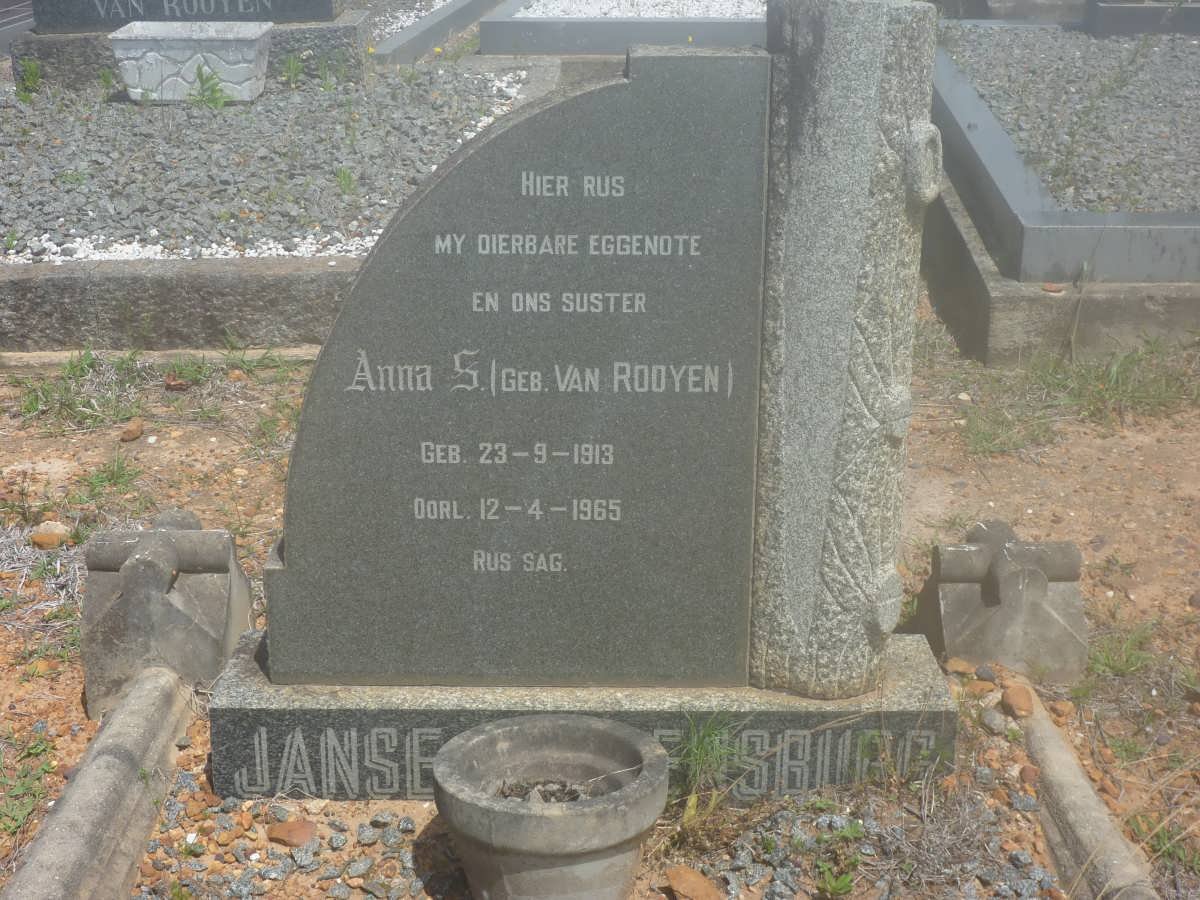 VAN ROOYEN
HIER RUS
MY DIERBARE EGGENOTE
EN ONS SUSTER
Anna S. (GEB. VAN ROOYEN)
GEB. 23-9-1913
OORL. 12-4-1965
RUS SAG.